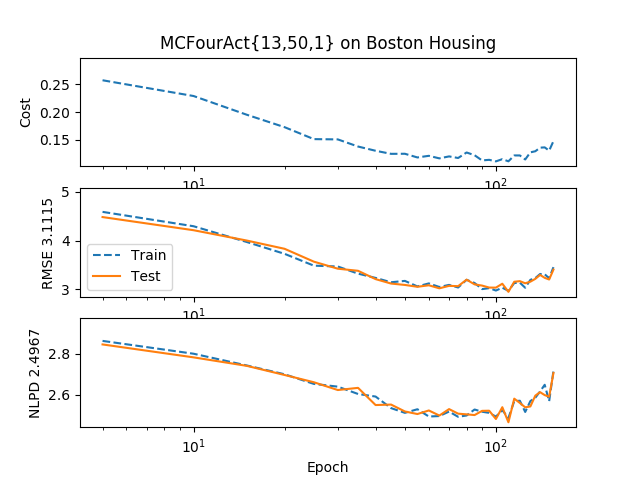 MCFourAct{13,50,1} on Boston Housing
Cost
0.25
0.20
0.15
10¹
10²
RMSE 3.1115
5
4
3
Train
Test
10¹
10²
NLPD 2.4967
2.8
2.6
10¹
10²
Epoch